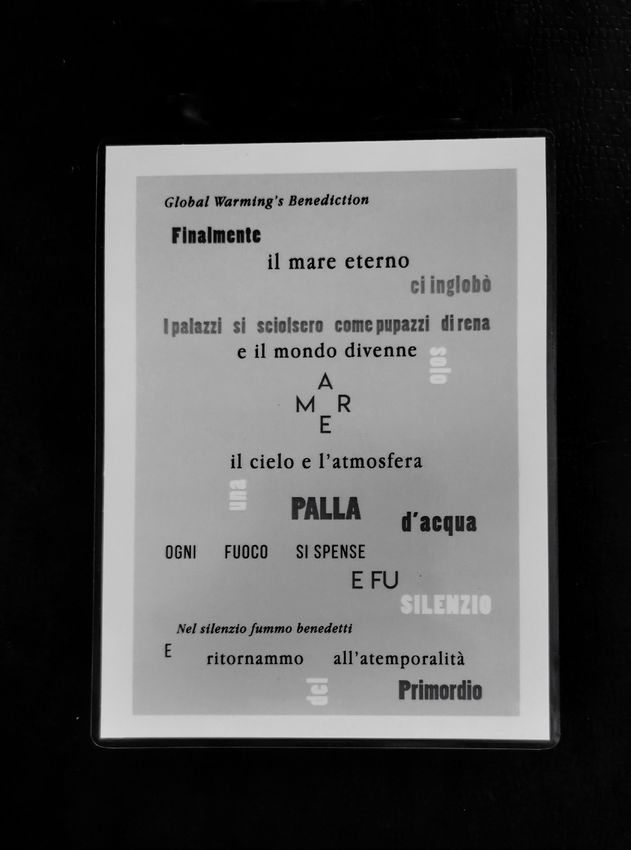 Global Warming's Benediction
Finalmente
il mare eterno
ci inglobò
I palazzi si sciolsero come pupazzi di rena
e il mondo divenne solo
A
M R
E
il cielo e l'atmosfera
una PALLA d'acqua
OGNI FUOCO SI SPENSE
E FU
SILENZIO
Nel silenzio fummo benedetti
E ritornammo all'atemporalità
del Primordio